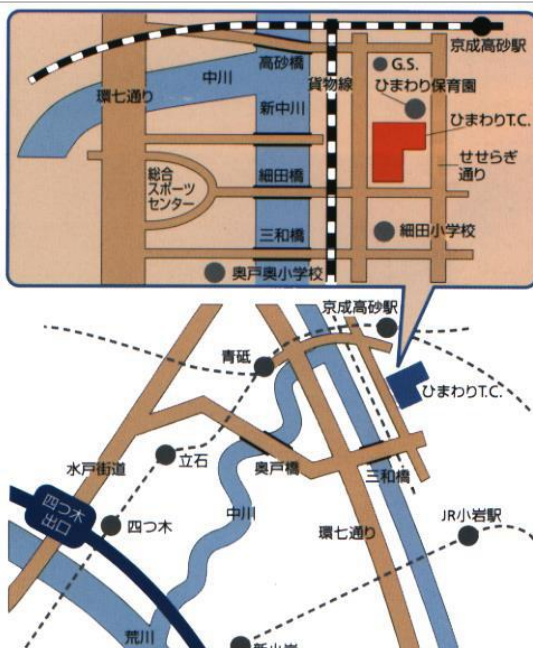 京成高砂駅
高砂橋
G.S.
中川
貨物線
ひまわり保育園
環七通り
新中川
ひまわりT.C.
せせらぎ
通り
総合
スポーツ
センター
細田橋
三和橋
細田小学校
奥戸奥小学校
京成高砂駅
青砥
ひまわりT.C.
水戸街道
立石
奥戸橋
三和橋
四つ木
出口
四つ木
中川
環七通り
JR小岩駅
荒川
新小岩